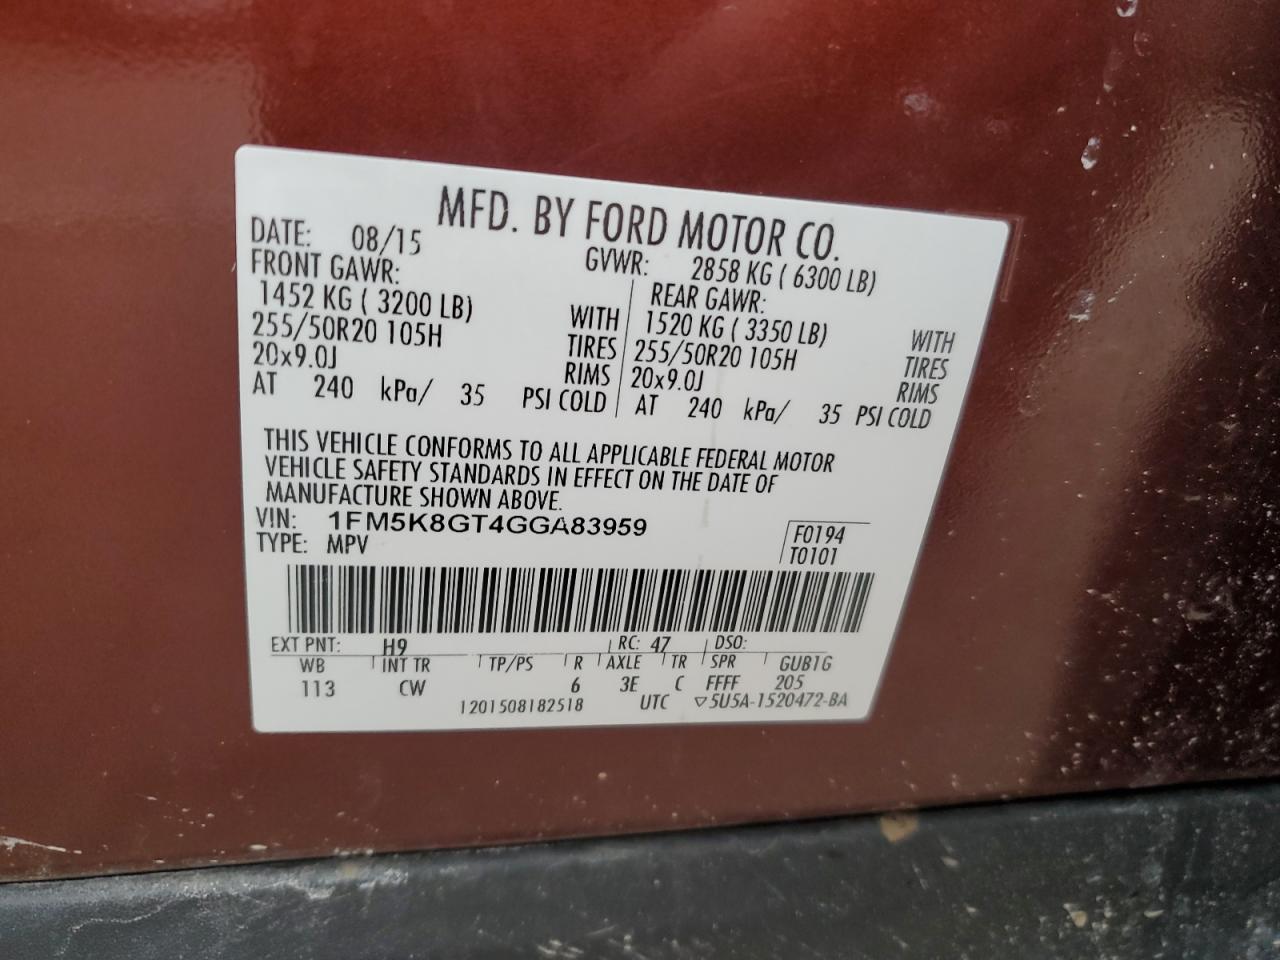 MFD. BY FORD MOTOR CO.
DATE: 08/15 GVWR: 2858 KG ( 6300 LB)
FRONT GAWR: REAR GAWR:
1452 KG ( 3200 LB) WITH 1520 KG ( 3350 LB) WITH
255/50R20 105H TIRES 255/50R20 105H TIRES
20x9.0J RIMS 20x9.0J RIMS
AT 240 kPa/ 35 PSI COLD AT 240 kPa/ 35 PSI COLD
THIS VEHICLE CONFORMS TO ALL APPLICABLE FEDERAL MOTOR
VEHICLE SAFETY STANDARDS IN EFFECT ON THE DATE OF
MANUFACTURE SHOWN ABOVE.
VIN: 1FM5K8GT4GGA83959 F0194
TYPE: MPV T0101
EXT PNT: H9 RC: 47 DSO:
WB INT TR TP/PS R AXLE TR SPR GUB1G
113 CW 6 3E C FFFF 205
1201508182518 UTC ▽5U5A-1520472-BA